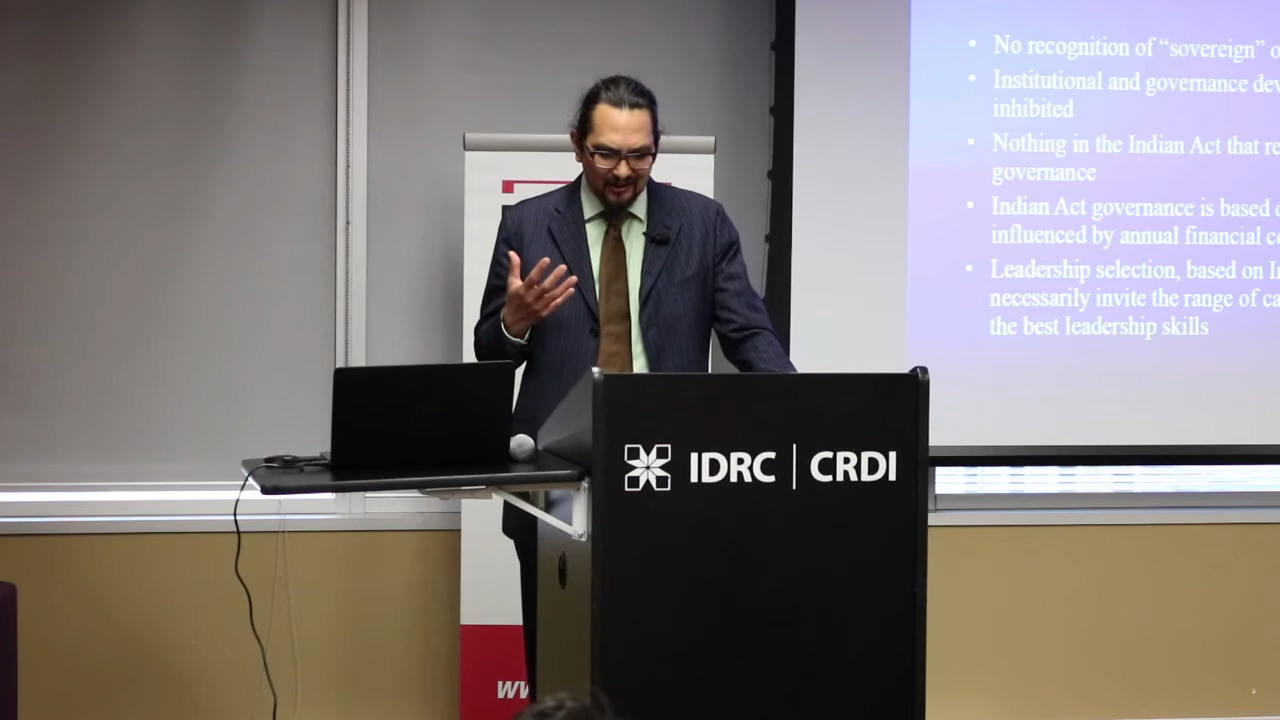 • No recognition of “sovereign”
• Institutional and governance
inhibited
• Nothing in the Indian Act that
governance
• Indian Act governance is based
influenced by annual financial
• Leadership selection, based on
necessarily invite the range of
the best leadership skills
IDRC | CRDI